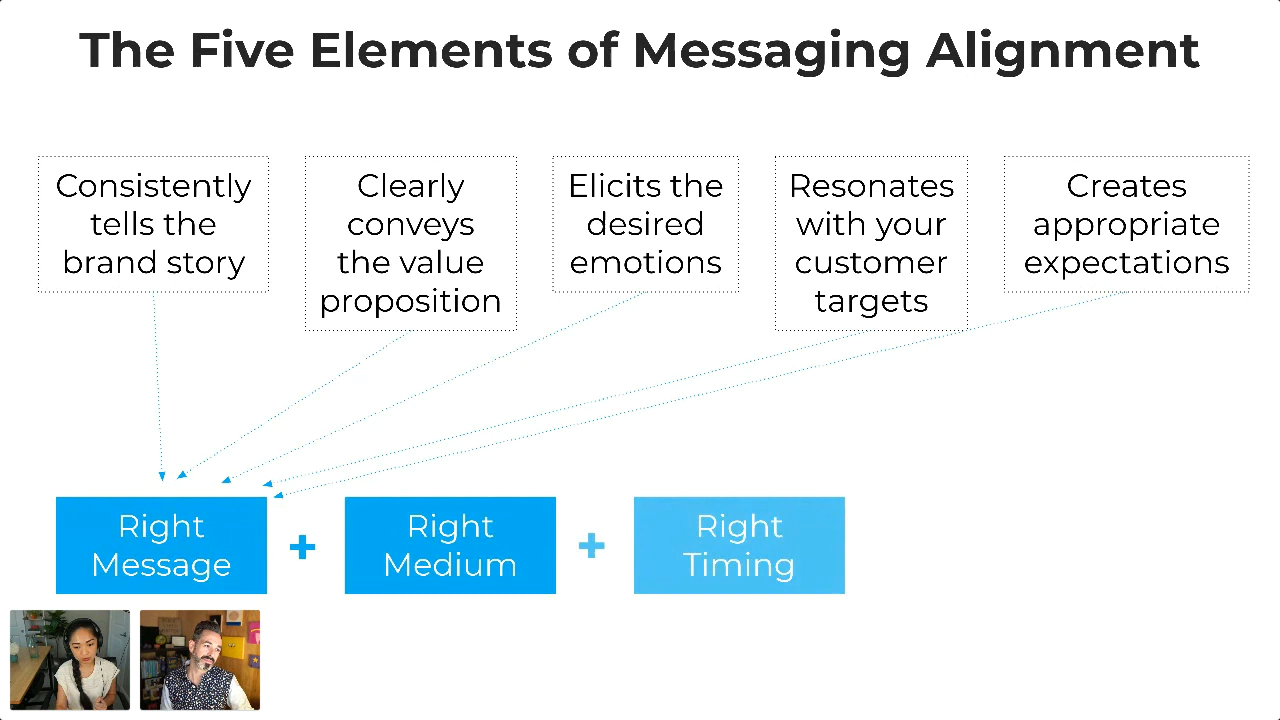 The Five Elements of Messaging Alignment
Consistently
tells the
brand story
Clearly
conveys
the value
proposition
Elicits the
desired
emotions
Resonates
with your
customer
targets
Creates
appropriate
expectations
Right
Message
+
Right
Medium
+
Right
Timing